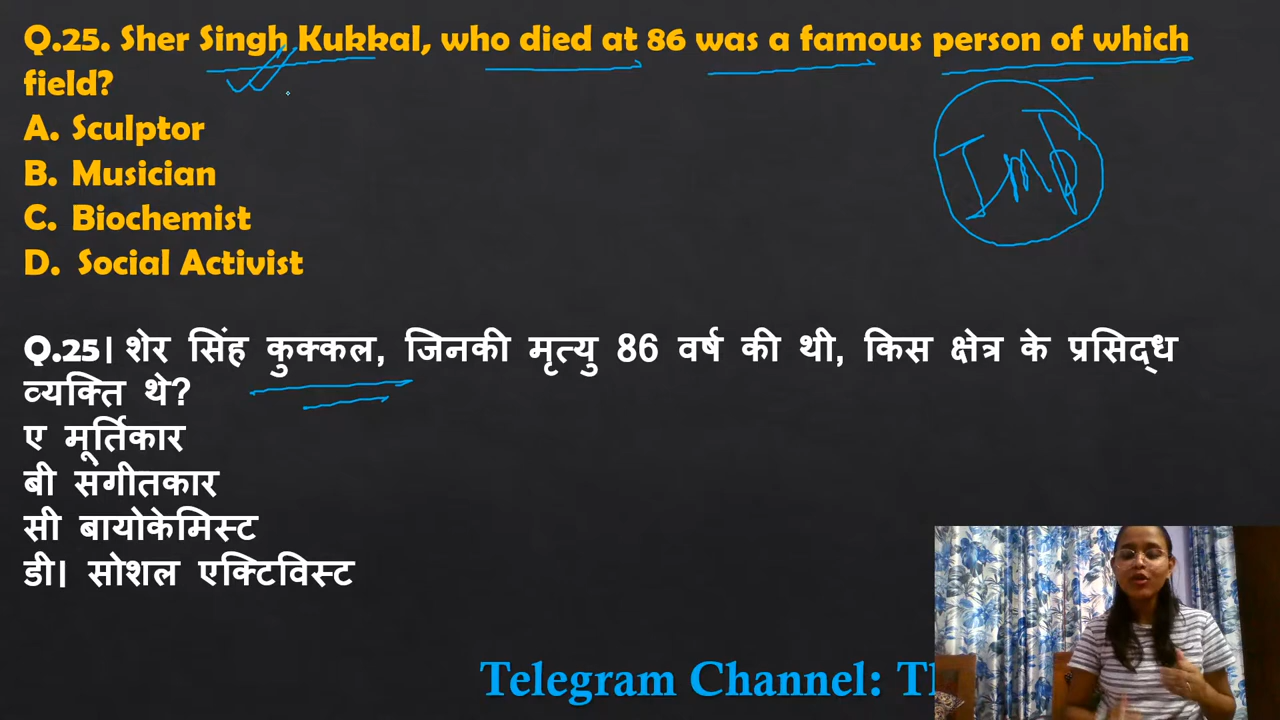 Q.25. Sher Singh Kukkal, who died at 86 was a famous person of which
field?
A. Sculptor
B. Musician
C. Biochemist
D. Social Activist
Imp
Q.25। शेर सिंह कुक्कल, जिनकी मृत्यु 86 वर्ष की थी, किस क्षेत्र के प्रसिद्ध
व्यक्ति थे?
ए मूर्तिकार
बी संगीतकार
सी बायोकेमिस्ट
डी। सोशल एक्टिविस्ट
Telegram Channel: